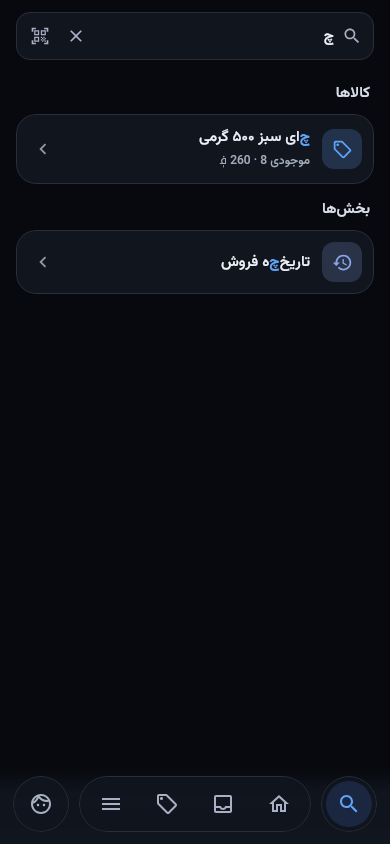 چ
کالاها
چای سبز ۵۰۰ گرمی
موجودی 8 · 260 ؋
بخش‌ها
تاریخچه فروش